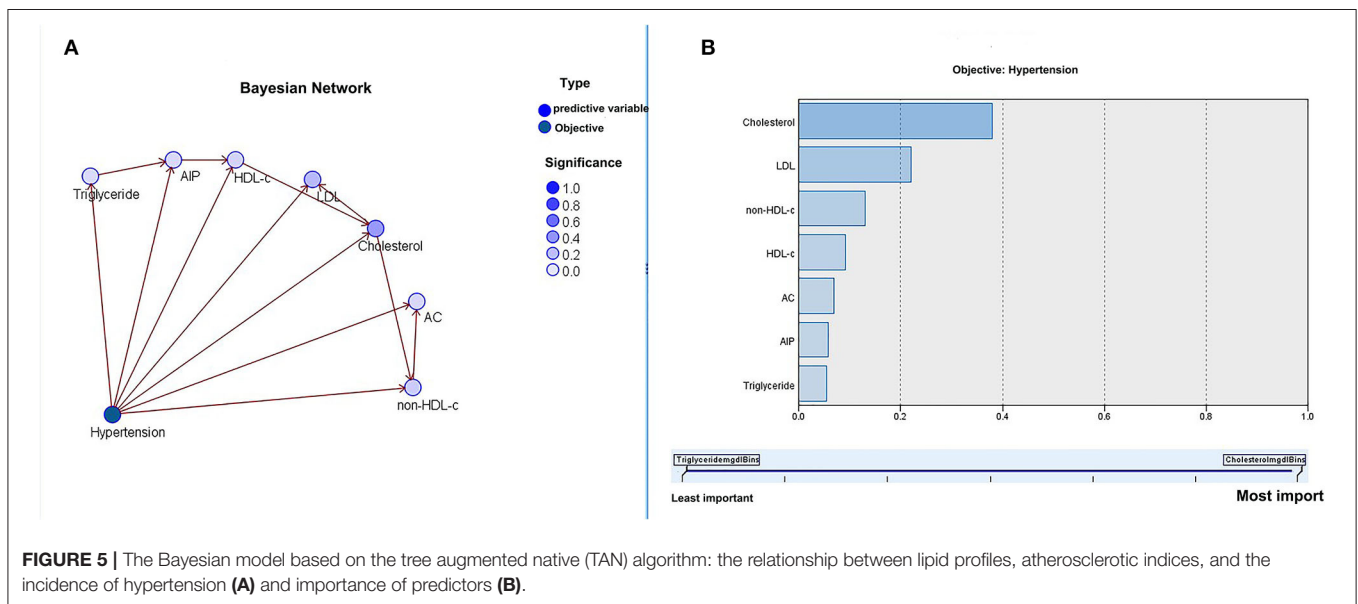 A
Bayesian Network
Type
predictive variable
Objective
Significance
1.0
0.8
0.6
0.4
0.2
0.0
Triglyceride
AIP
HDL-c
LDL
Cholesterol
AC
non-HDL-c
Hypertension
B
Objective: Hypertension
Cholesterol
LDL
non-HDL-c
HDL-c
AC
AIP
Triglyceride
0.0 0.2 0.4 0.6 0.8 1.0
TriglyceridemgdlBins CholesterolmgdlBins
Least important Most import
FIGURE 5 | The Bayesian model based on the tree augmented native (TAN) algorithm: the relationship between lipid profiles, atherosclerotic indices, and the
incidence of hypertension (A) and importance of predictors (B).